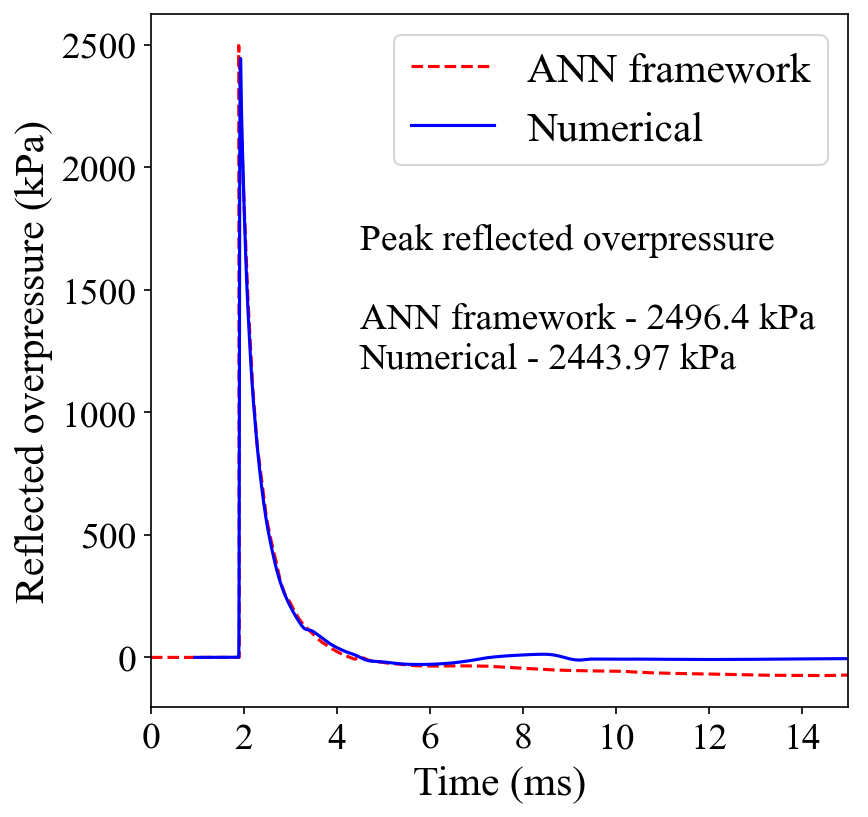 2500
2000
1500
1000
500
0
Reflected overpressure (kPa)
ANN framework
Numerical
Peak reflected overpressure
ANN framework - 2496.4 kPa
Numerical - 2443.97 kPa
0 2 4 6 8 10 12 14
Time (ms)